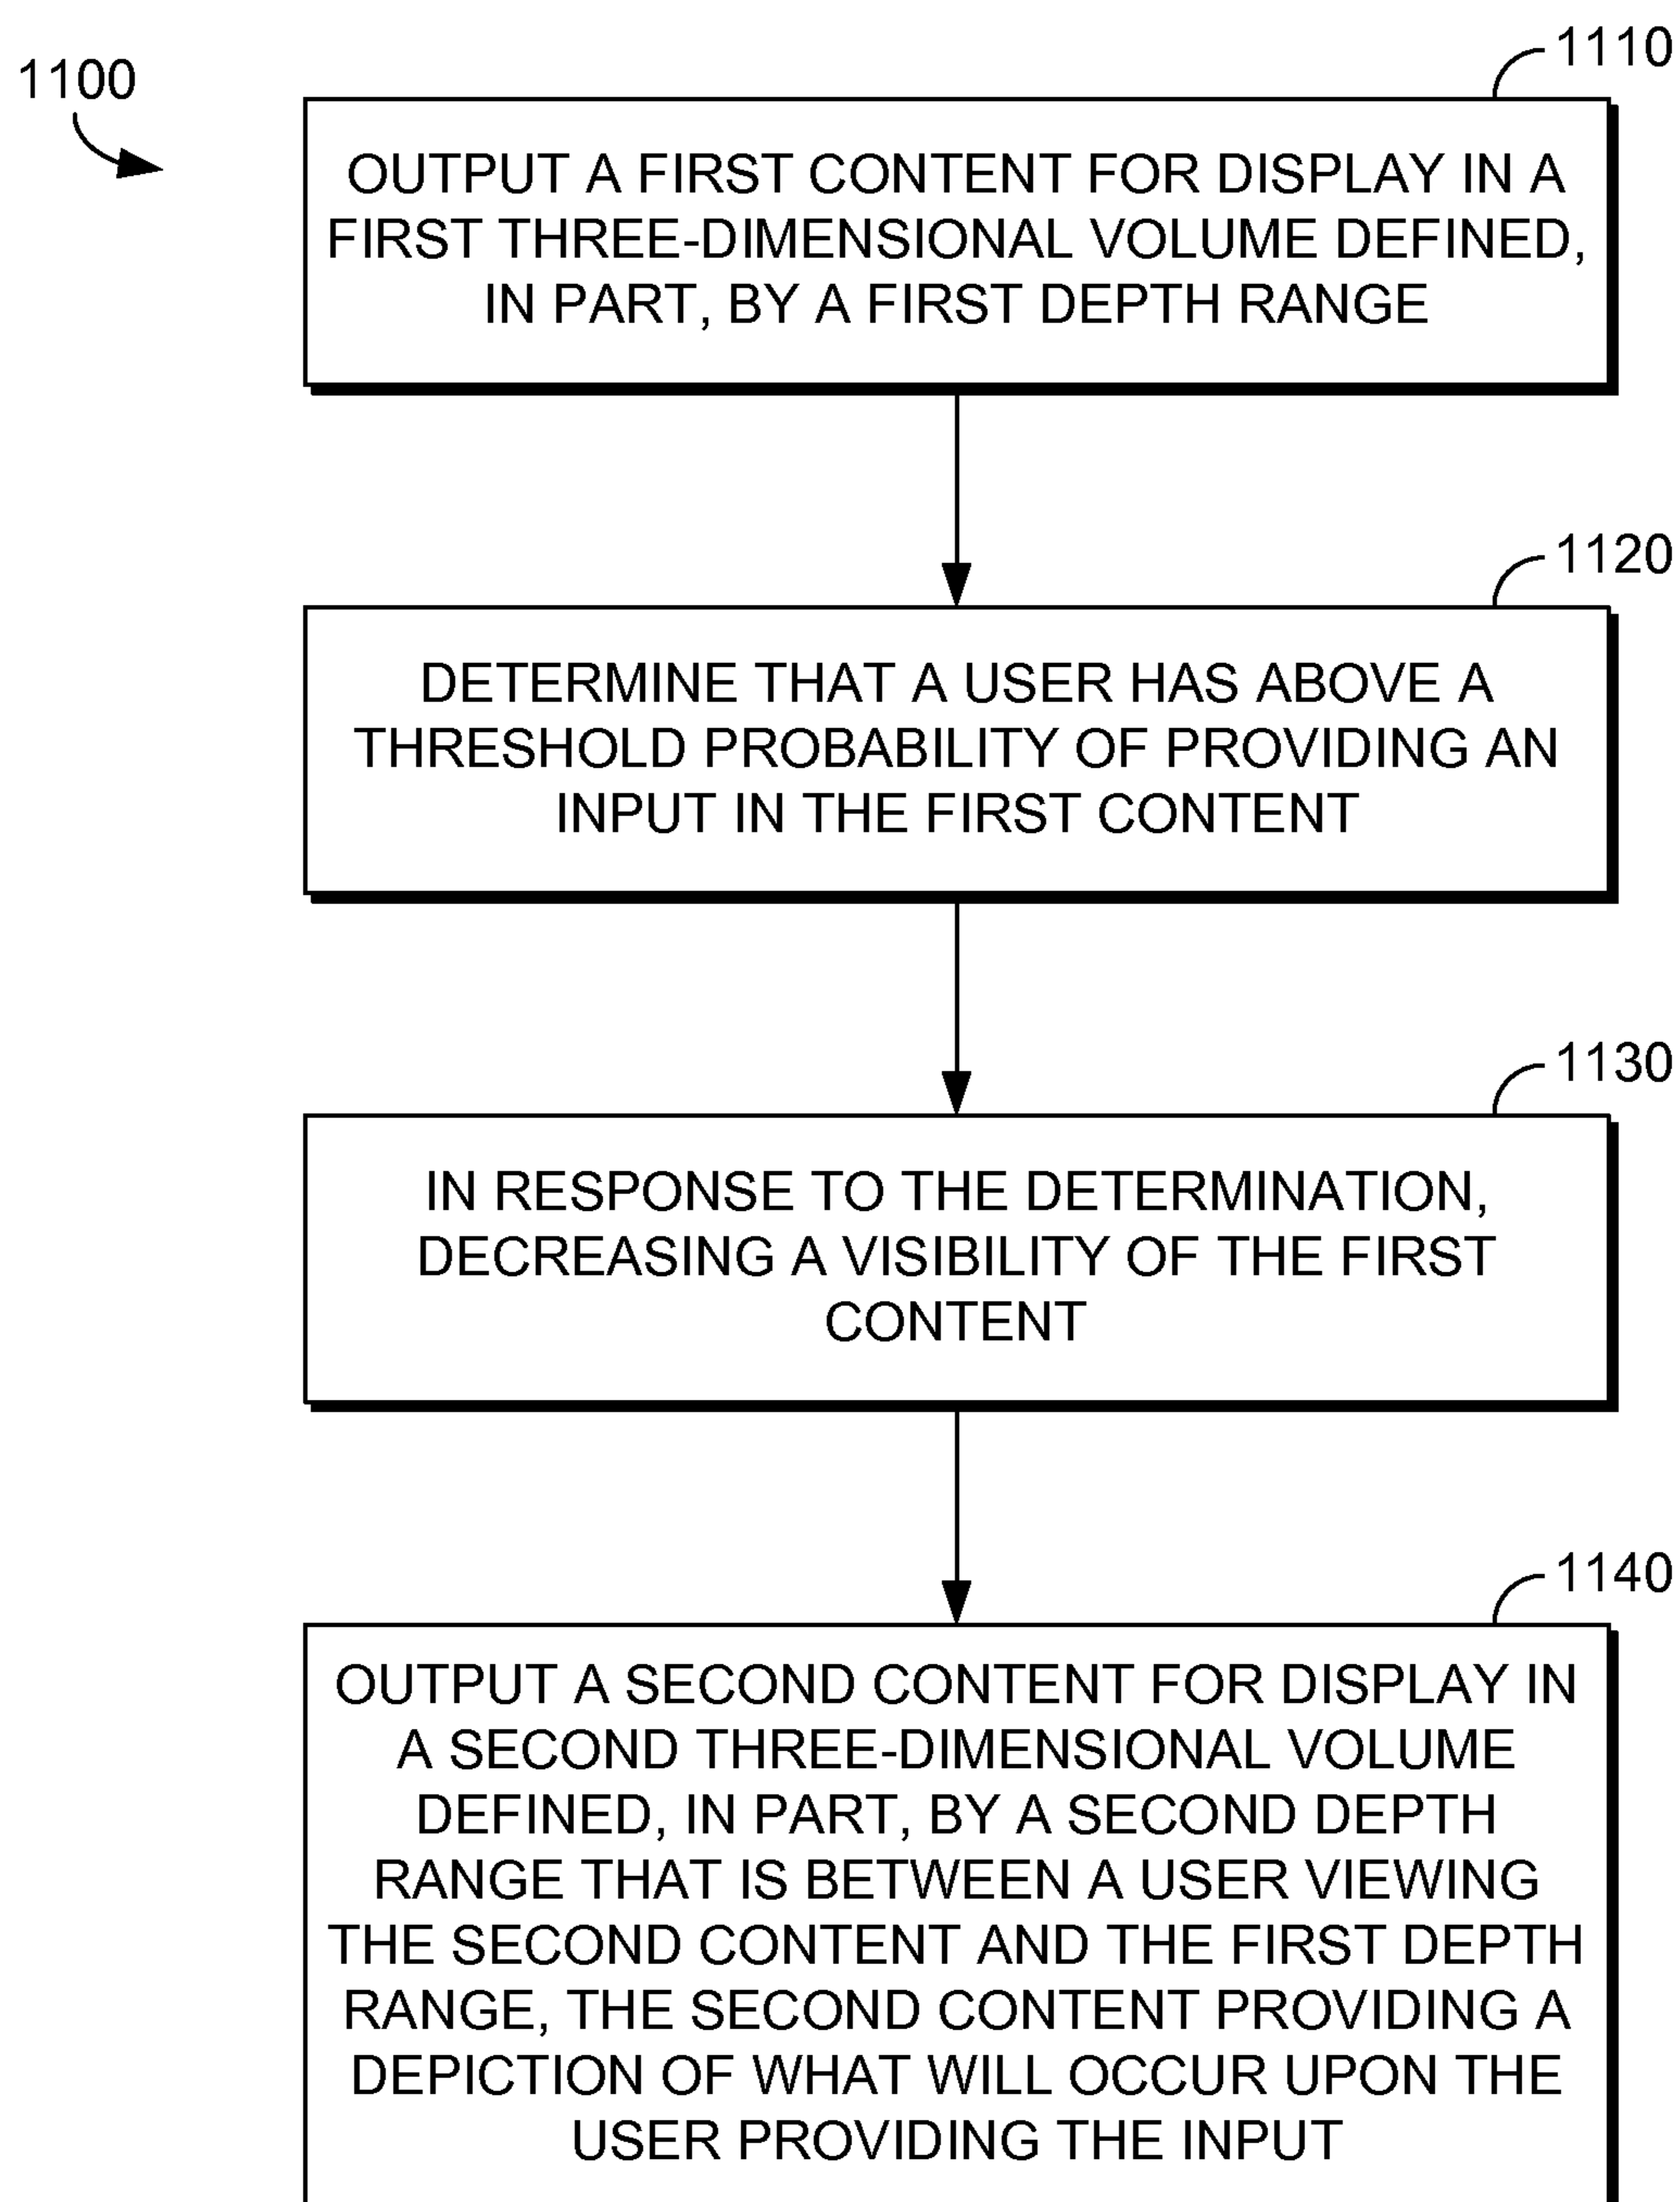 1100
1110
OUTPUT A FIRST CONTENT FOR DISPLAY IN A
FIRST THREE-DIMENSIONAL VOLUME DEFINED,
IN PART, BY A FIRST DEPTH RANGE
1120
DETERMINE THAT A USER HAS ABOVE A
THRESHOLD PROBABILITY OF PROVIDING AN
INPUT IN THE FIRST CONTENT
1130
IN RESPONSE TO THE DETERMINATION,
DECREASING A VISIBILITY OF THE FIRST
CONTENT
1140
OUTPUT A SECOND CONTENT FOR DISPLAY IN
A SECOND THREE-DIMENSIONAL VOLUME
DEFINED, IN PART, BY A SECOND DEPTH
RANGE THAT IS BETWEEN A USER VIEWING
THE SECOND CONTENT AND THE FIRST DEPTH
RANGE, THE SECOND CONTENT PROVIDING A
DEPICTION OF WHAT WILL OCCUR UPON THE
USER PROVIDING THE INPUT